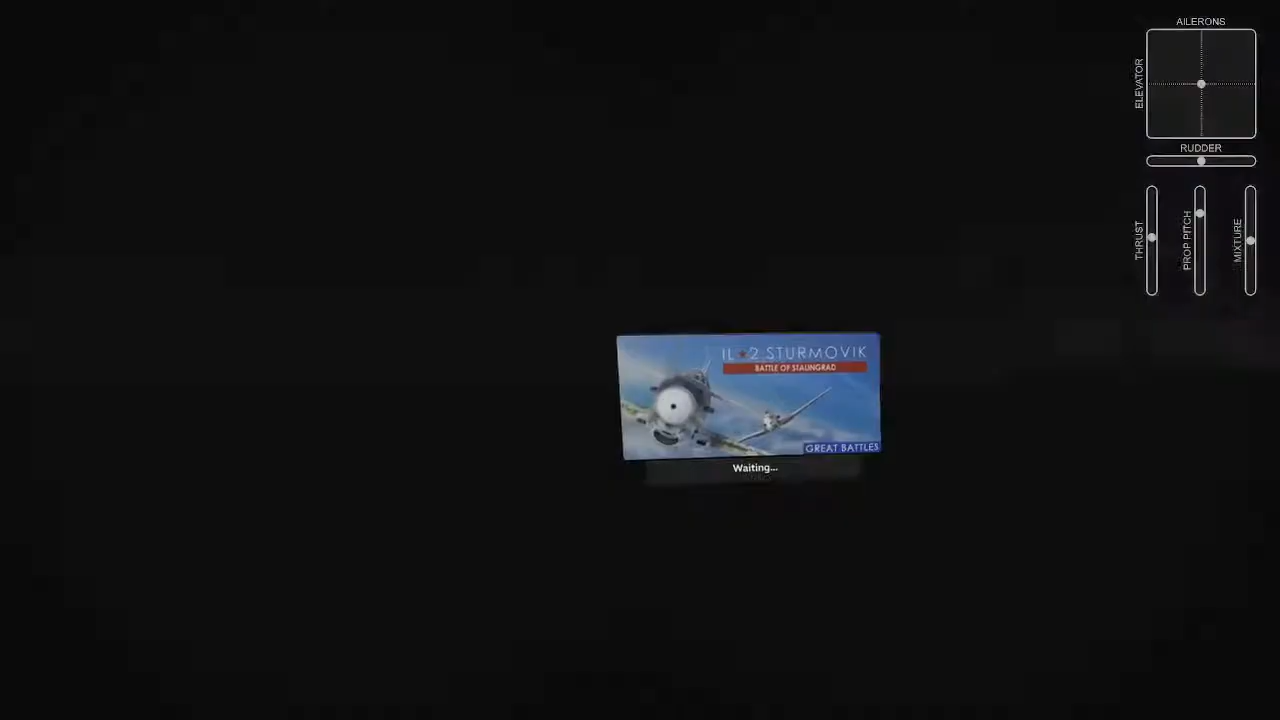 AILERONS
ELEVATOR
RUDDER
THRUST
PROP PITCH
MIXTURE
IL★2 STURMOVIK
BATTLE OF STALINGRAD
GREAT BATTLES
Waiting...